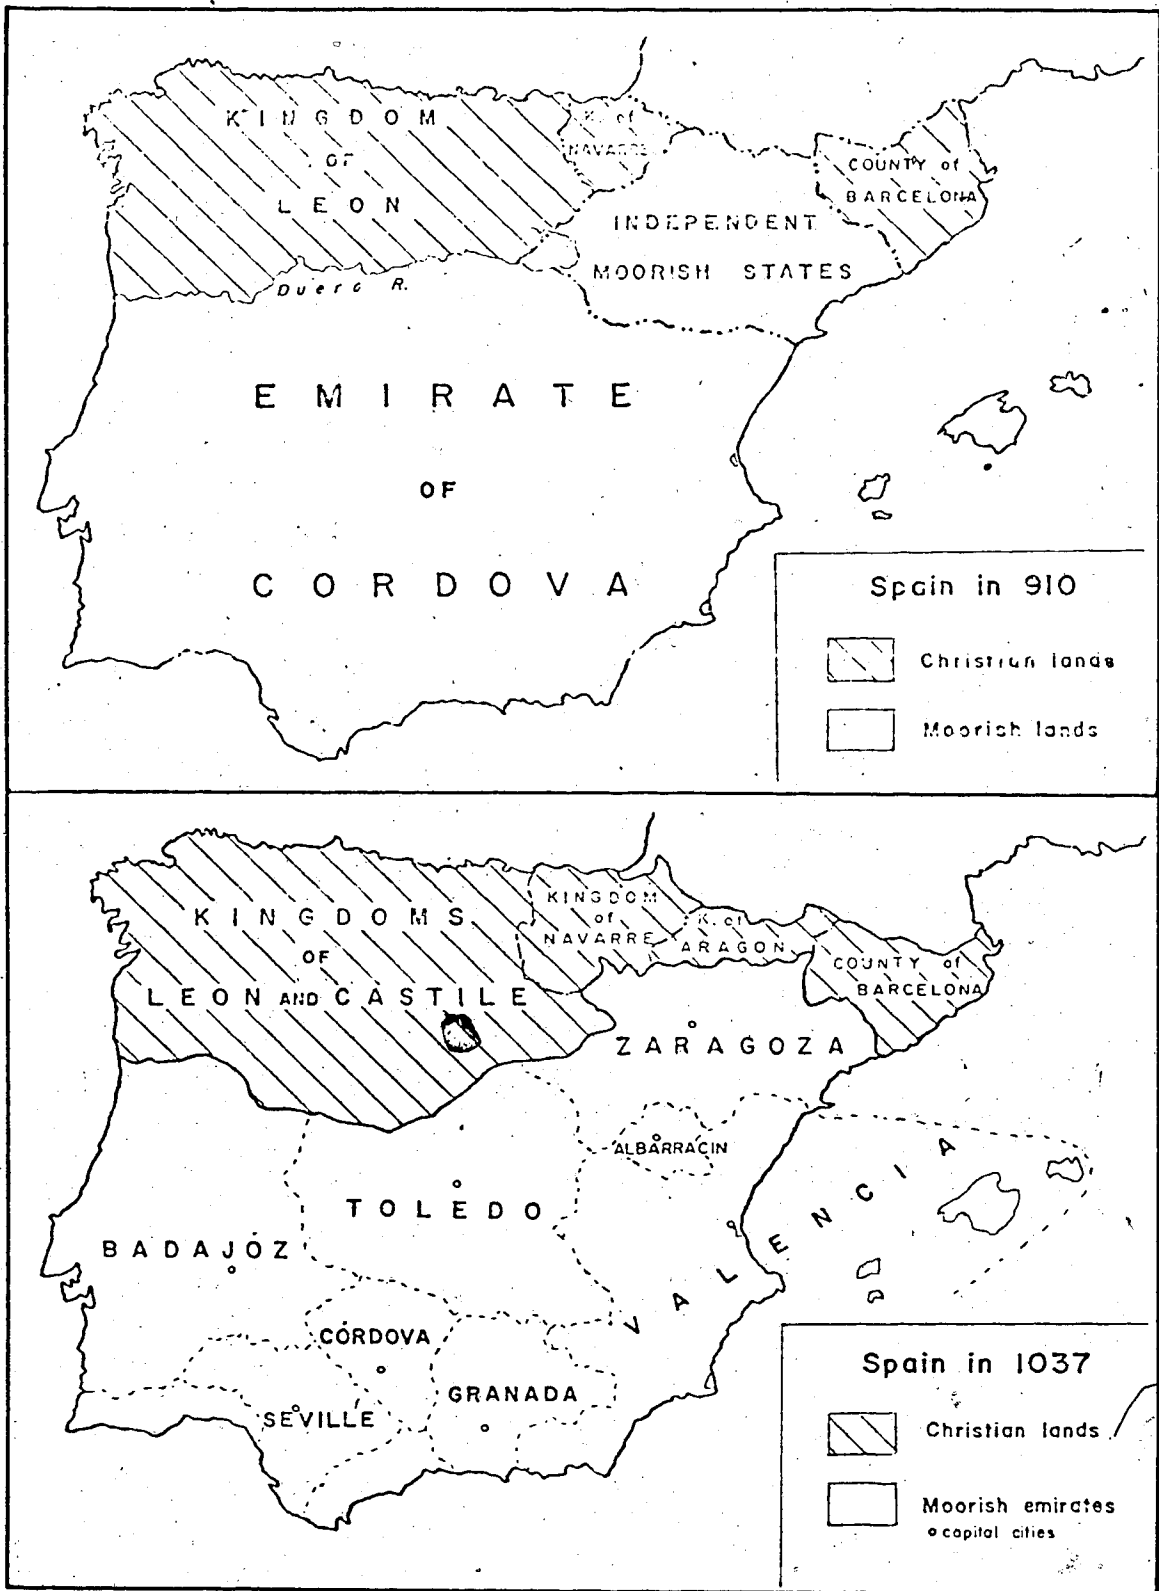 KINGDOM
OF
LEON
K. of
NAVARRE
COUNTY of
BARCELONA
INDEPENDENT
MOORISH STATES
Duero R.
EMIRATE
OF
CORDOVA
Spain in 910
Christian lands
Moorish lands
KINGDOMS
OF
LEON AND CASTILE
KINGDOM
of
NAVARRE
K. of
ARAGON
COUNTY of
BARCELONA
ZARAGOZA
ALBARRACIN
TOLEDO
BADAJOZ
VALENCIA
CORDOVA
GRANADA
SEVILLE
Spain in 1037
Christian lands
Moorish emirates
o capital cities